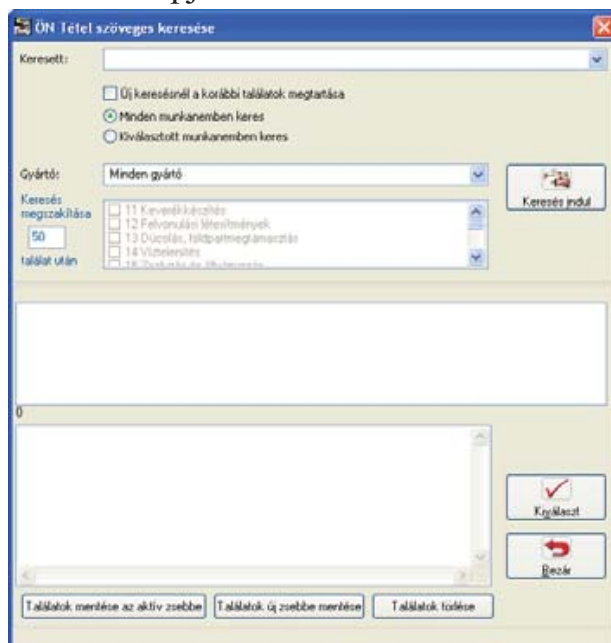 ÖN Tétel szöveges keresése
Keresett:
Új keresésnél a korábbi találatok megtartása
Minden munkanemben keres
Kiválasztott munkanemben keres
Gyártó:
Minden gyártó
Keresés indul
Keresés
megszakítása
50
találat után
11 Keverékkészítés
12 Felvonulási létesítmények
13 Dúcolás, földpartmegtámasztás
14 Víztelenítés
0
Kiválaszt
Bezár
Találatok mentése az aktív zsebbe
Találatok új zsebbe mentése
Találatok törlése